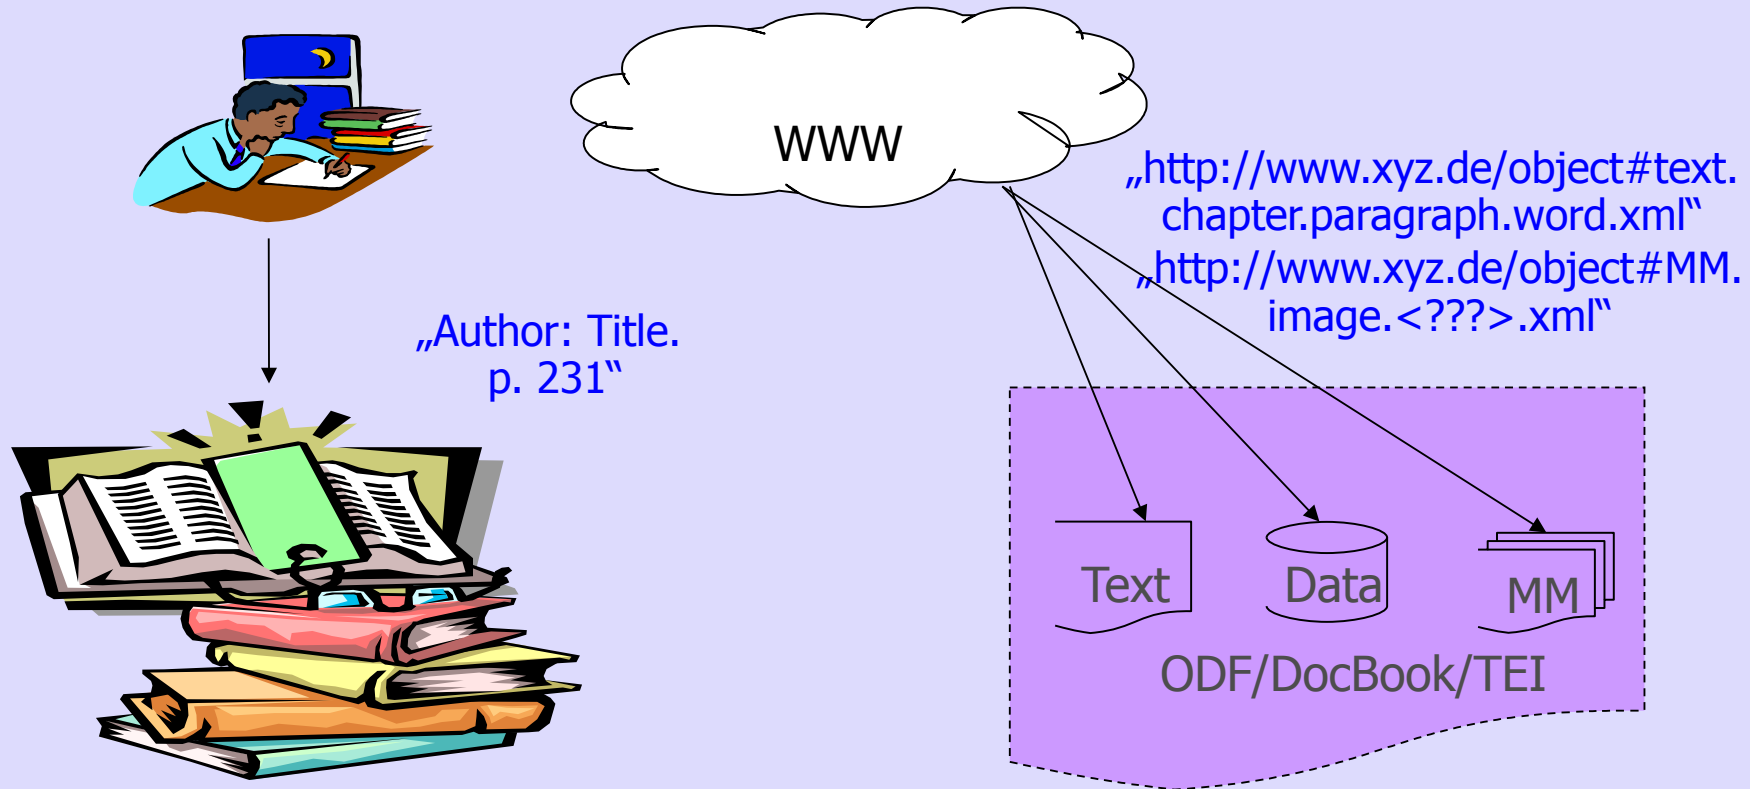 WWW
„http://www.xyz.de/object#text.
chapter.paragraph.word.xml“
„http://www.xyz.de/object#MM.
image.<???>.xml“
„Author: Title.
p. 231“
Text
Data
MM
ODF/DocBook/TEI